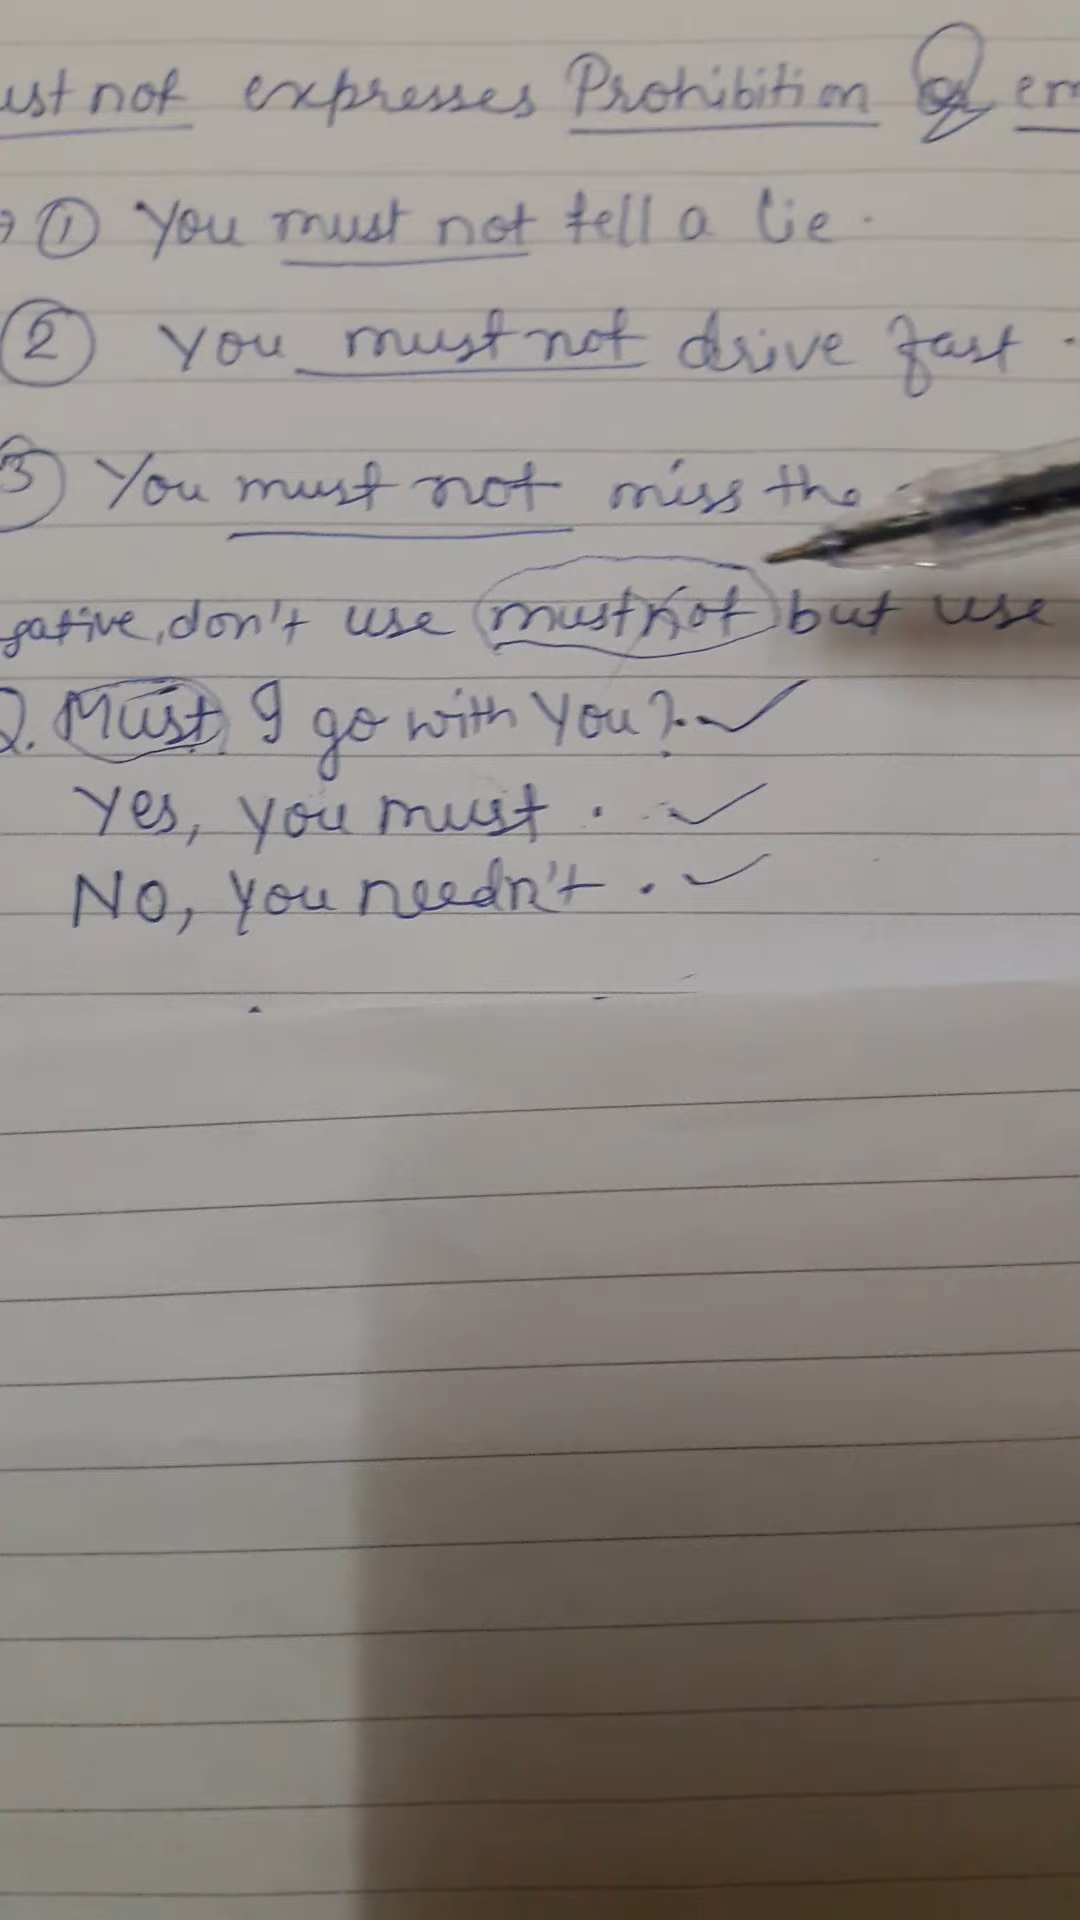 ust not expresses Prohibition or em
① You must not tell a lie.
② You must not drive fast.
③ You must not miss the
gative, don't use must not but use
Q. Must I go with you?
Yes, you must.
No, you needn't.